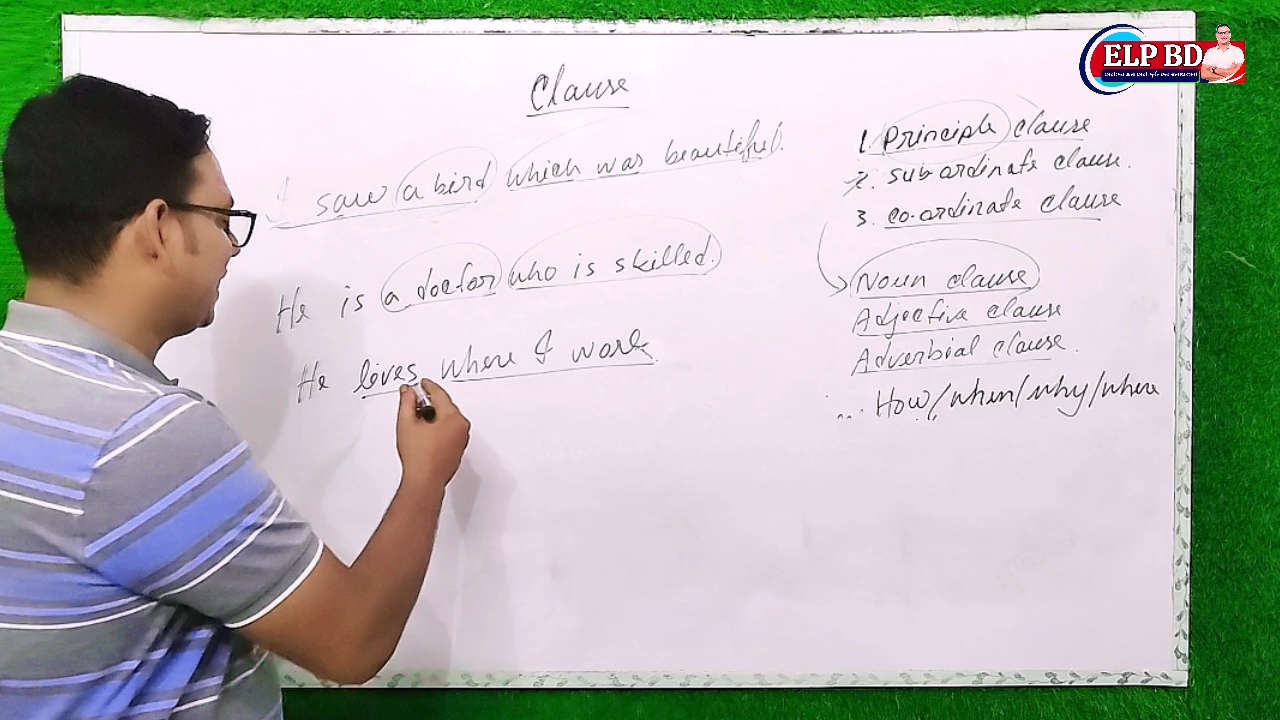 ELP BD
Clause
I saw a bird which was beautiful.
He is a doctor who is skilled.
He lives where I work.
1. Principle clause
2. subordinate clause.
3. co-ordinate clause
Noun clause
Adjective clause
Adverbial clause.
... How/when/why/where